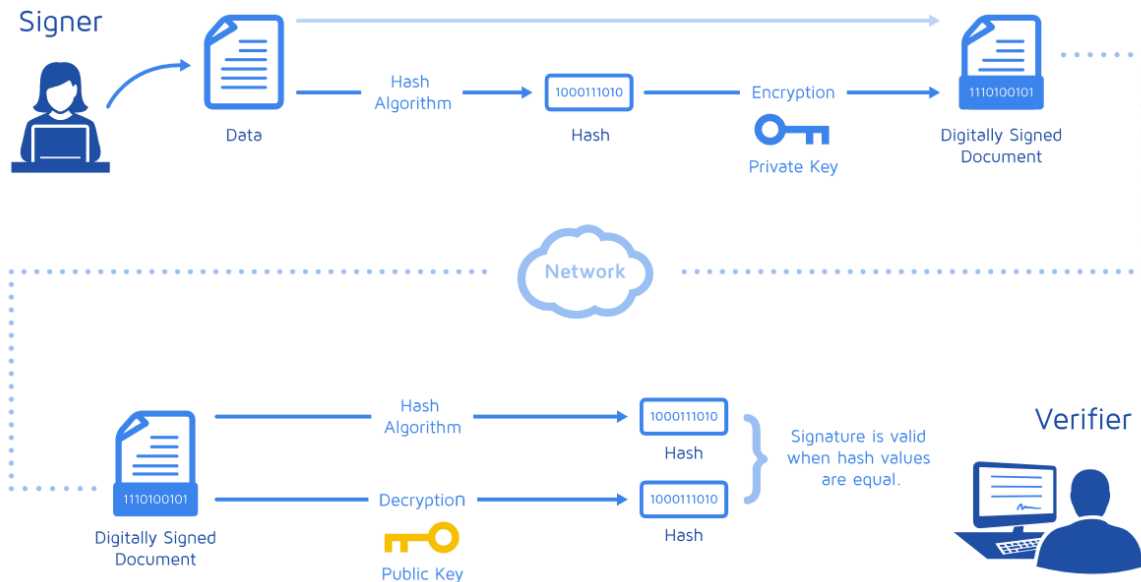 Signer
Data
Hash
Algorithm
1000111010
Hash
Encryption
Private Key
1110100101
Digitally Signed
Document
Network
1110100101
Digitally Signed
Document
Hash
Algorithm
1000111010
Hash
Decryption
Public Key
1000111010
Hash
Signature is valid
when hash values
are equal.
Verifier